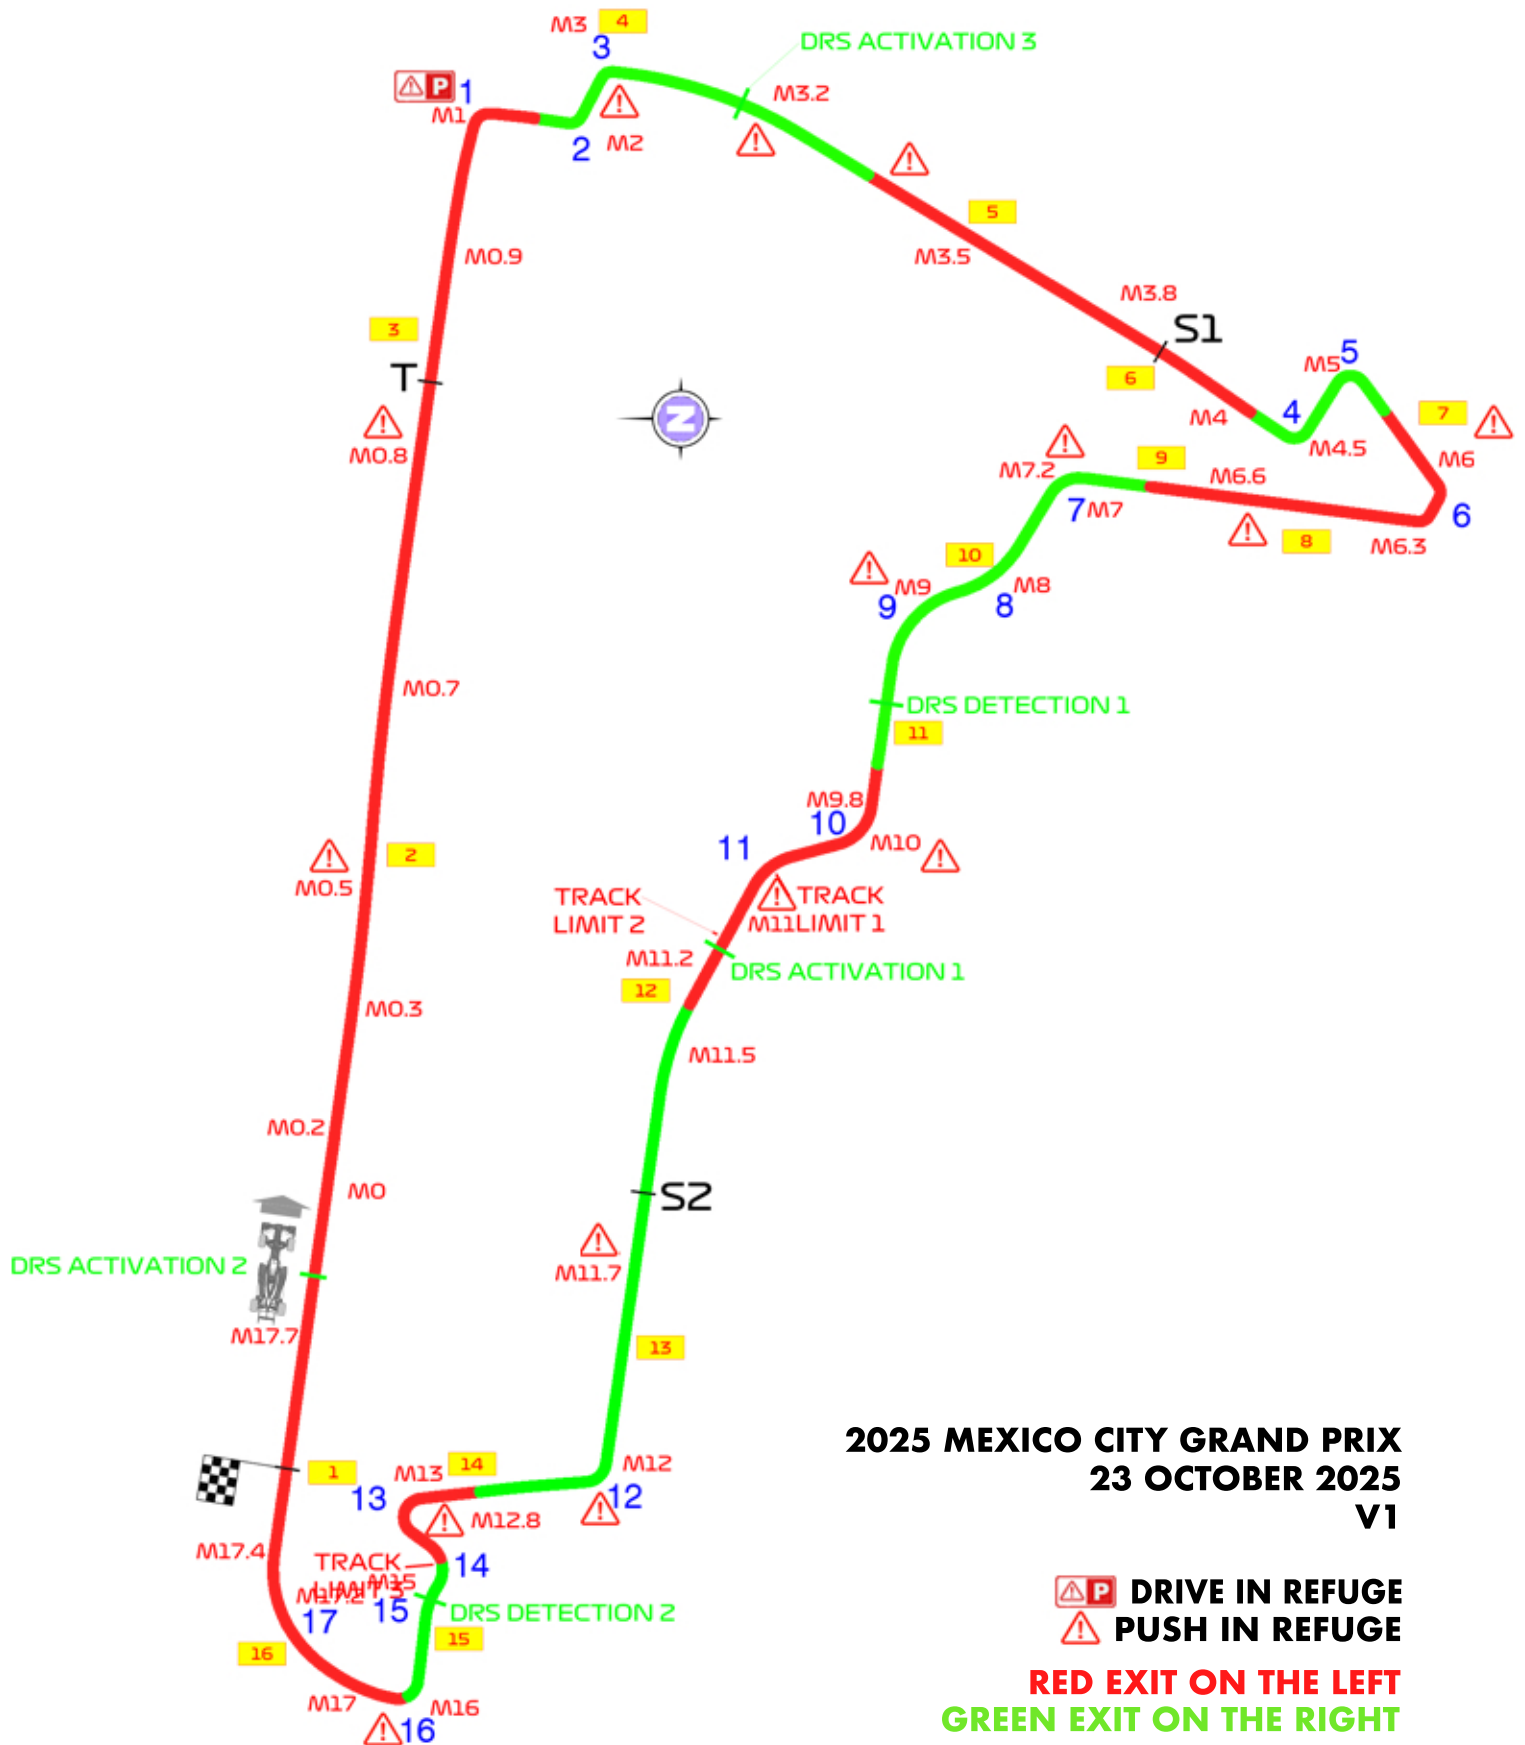 M3 4
3
DRS ACTIVATION 3
P 1
M1
M3.2
2 M2
5
M0.9
M3.5
M3.8
S1
3
T
6
M5 5
4
7
M4
M4.5
M6
N
M0.8
M7.2
9
M6.6
7 M7
6
8
M6.3
10
M9
M8
9
8
M0.7
DRS DETECTION 1
11
M9.8
10
M10
11
2
M0.5
TRACK
LIMIT 2
TRACK
M11 LIMIT 1
M11.2
DRS ACTIVATION 1
12
M0.3
M11.5
M0.2
M0
S2
DRS ACTIVATION 2
M11.7
M17.7
13
1
13
M13
14
M12
12
M12.8
M17.4
TRACK
LIMIT 3
M15
M17.2
14
17
15
DRS DETECTION 2
15
16
M17
M16
16
2025 MEXICO CITY GRAND PRIX
23 OCTOBER 2025
V1
P DRIVE IN REFUGE
PUSH IN REFUGE
RED EXIT ON THE LEFT
GREEN EXIT ON THE RIGHT